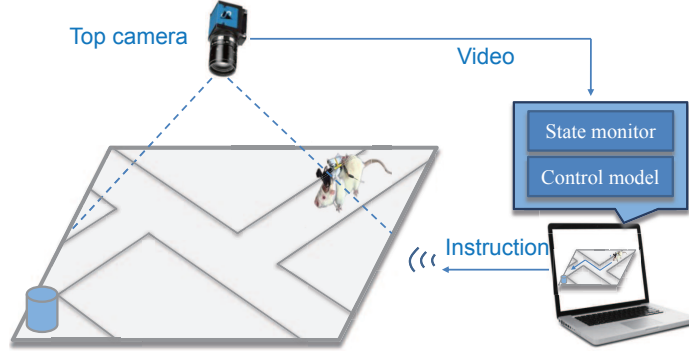 Top camera
Video
State monitor
Control model
Instruction